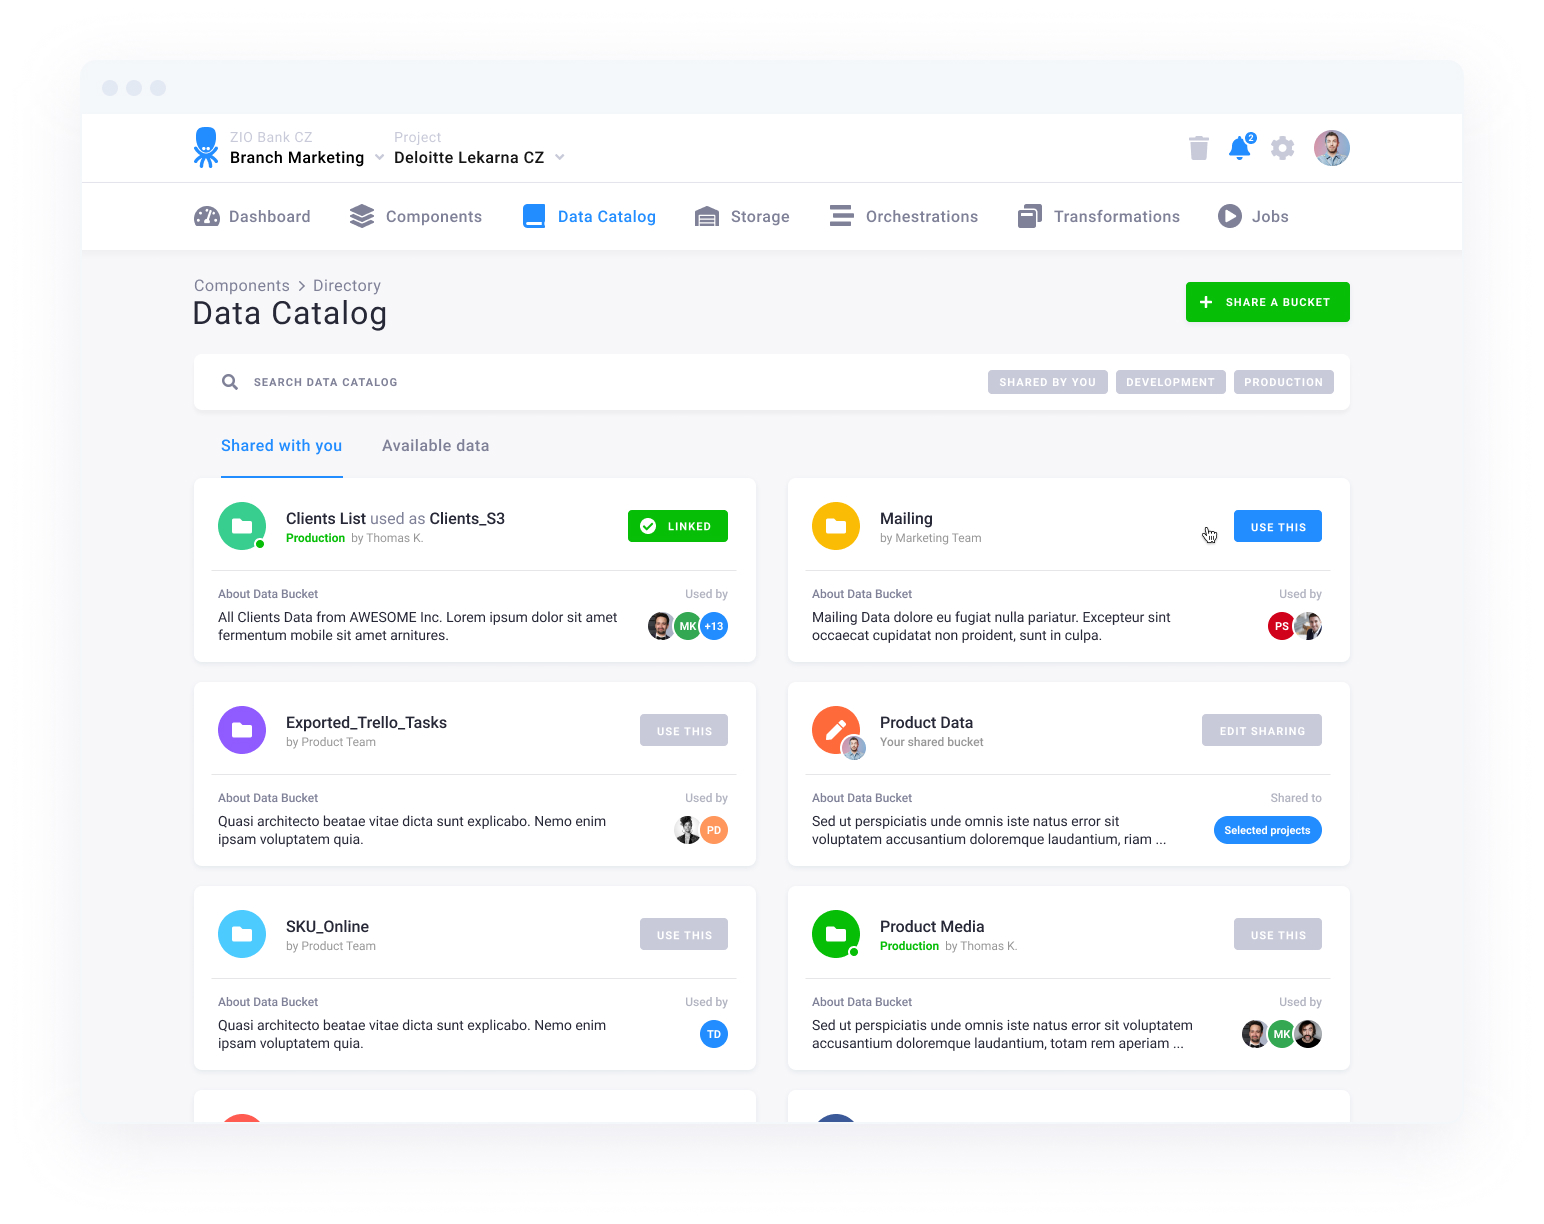 ZIO Bank CZ
Branch Marketing
Project
Deloitte Lekarna CZ
2
Dashboard
Components
Data Catalog
Storage
Orchestrations
Transformations
Jobs
Components > Directory
Data Catalog
SHARE A BUCKET
SEARCH DATA CATALOG
SHARED BY YOU
DEVELOPMENT
PRODUCTION
Shared with you
Available data
Clients List used as Clients_S3
Production by Thomas K.
LINKED
About Data Bucket
Used by
All Clients Data from AWESOME Inc. Lorem ipsum dolor sit amet
fermentum mobile sit amet arnitures.
MK
+13
Mailing
by Marketing Team
USE THIS
About Data Bucket
Used by
Mailing Data dolore eu fugiat nulla pariatur. Excepteur sint
occaecat cupidatat non proident, sunt in culpa.
PS
Exported_Trello_Tasks
by Product Team
USE THIS
About Data Bucket
Used by
Quasi architecto beatae vitae dicta sunt explicabo. Nemo enim
ipsam voluptatem quia.
PD
Product Data
Your shared bucket
EDIT SHARING
About Data Bucket
Shared to
Sed ut perspiciatis unde omnis iste natus error sit
voluptatem accusantium doloremque laudantium, riam ...
Selected projects
SKU_Online
by Product Team
USE THIS
About Data Bucket
Used by
Quasi architecto beatae vitae dicta sunt explicabo. Nemo enim
ipsam voluptatem quia.
TD
Product Media
Production by Thomas K.
USE THIS
About Data Bucket
Used by
Sed ut perspiciatis unde omnis iste natus error sit voluptatem
accusantium doloremque laudantium, totam rem aperiam ...
MK